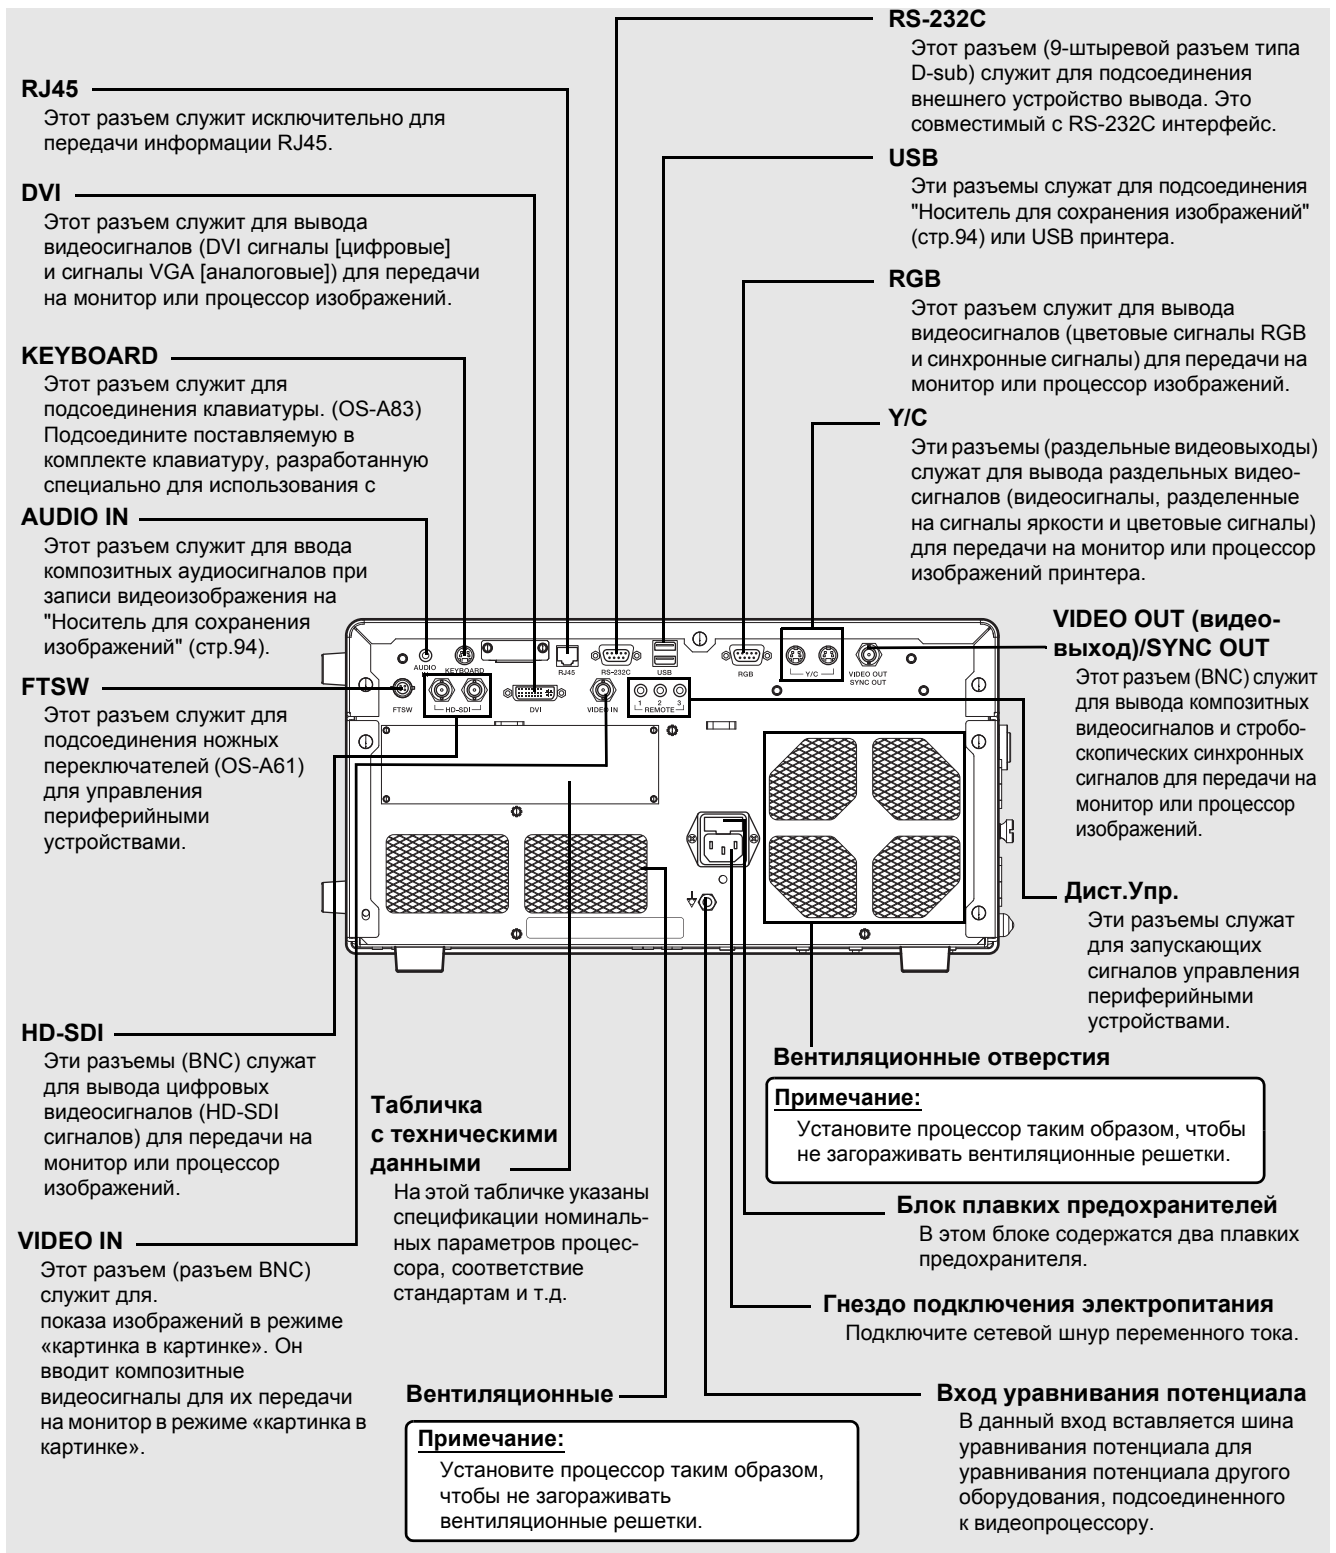 RS-232C
Этот разъем (9-штыревой разъем типа
D-sub) служит для подсоединения
внешнего устройство вывода. Это
совместимый с RS-232C интерфейс.
RJ45
Этот разъем служит исключительно для
передачи информации RJ45.
USB
Эти разъемы служат для подсоединения
"Носитель для сохранения изображений"
(стр.94) или USB принтера.
DVI
Этот разъем служит для вывода
видеосигналов (DVI сигналы [цифровые]
и сигналы VGA [аналоговые]) для передачи
на монитор или процессор изображений.
RGB
Этот разъем служит для вывода
видеосигналов (цветовые сигналы RGB
и синхронные сигналы) для передачи на
монитор или процессор изображений.
KEYBOARD
Этот разъем служит для
подсоединения клавиатуры. (OS-A83)
Подсоедините поставляемую в
комплекте клавиатуру, разработанную
специально для использования с
Y/C
Эти разъемы (раздельные видеовыходы)
служат для вывода раздельных видео-
сигналов (видеосигналы, разделенные
на сигналы яркости и цветовые сигналы)
для передачи на монитор или процессор
изображений принтера.
AUDIO IN
Этот разъем служит для ввода
композитных аудиосигналов при
записи видеоизображения на
"Носитель для сохранения
изображений" (стр.94).
VIDEO OUT (видео-
выход)/SYNC OUT
Этот разъем (BNC) служит
для вывода композитных
видеосигналов и стробо-
скопических синхронных
сигналов для передачи на
монитор или процессор
изображений.
FTSW
Этот разъем служит для
подсоединения ножных
переключателей (OS-A61)
для управления
периферийными
устройствами.
AUDIO
IN
KEYBOARD
RJ45
RS-232C
USB
RGB
Y/C
VIDEO OUT
SYNC OUT
FTSW
HD-SDI
DVI
VIDEO IN
1 2 3
REMOTE
Дист.Упр.
Эти разъемы служат
для запускающих
сигналов управления
периферийными
устройствами.
HD-SDI
Эти разъемы (BNC) служат
для вывода цифровых
видеосигналов (HD-SDI
сигналов) для передачи на
монитор или процессор
изображений.
Вентиляционные отверстия
Примечание:
Установите процессор таким образом, чтобы
не загораживать вентиляционные решетки.
Табличка
с техническими
данными
На этой табличке указаны
спецификации номиналь-
ных параметров процес-
сора, соответствие
стандартам и т.д.
Блок плавких предохранителей
В этом блоке содержатся два плавких
предохранителя.
VIDEO IN
Этот разъем (разъем BNC)
служит для.
показа изображений в режиме
«картинка в картинке». Он
вводит композитные
видеосигналы для их передачи
на монитор в режиме «картинка в
картинке».
Гнездо подключения электропитания
Подключите сетевой шнур переменного тока.
Вентиляционные
Примечание:
Установите процессор таким образом,
чтобы не загораживать
вентиляционные решетки.
Вход уравнивания потенциала
В данный вход вставляется шина
уравнивания потенциала для
уравнивания потенциала другого
оборудования, подсоединенного
к видеопроцессору.